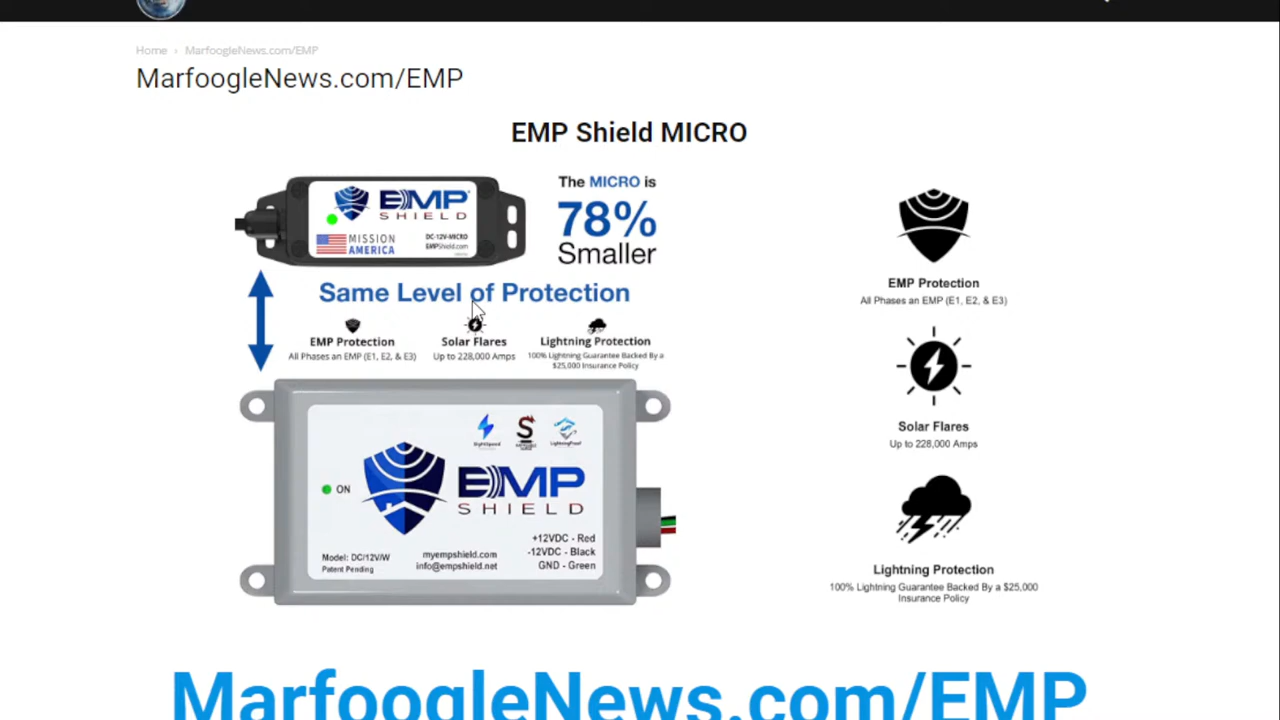 Home › MarfoogleNews.com/EMP
MarfoogleNews.com/EMP
EMP Shield MICRO
EMP
SHIELD
MISSION
AMERICA
DC-12V-MICRO
EMPShield.com
The MICRO is
78%
Smaller
Same Level of Protection
EMP Protection
All Phases an EMP (E1, E2, & E3)
Solar Flares
Up to 228,000 Amps
Lightning Protection
100% Lightning Guarantee Backed By a
$25,000 Insurance Policy
ON
EMP
SHIELD
Model: DC/12V/W
Patent Pending
myempshield.com
info@empshield.net
+12VDC - Red
-12VDC - Black
GND - Green
EMP Protection
All Phases an EMP (E1, E2, & E3)
Solar Flares
Up to 228,000 Amps
Lightning Protection
100% Lightning Guarantee Backed By a $25,000
Insurance Policy
MarfoogleNews.com/EMP